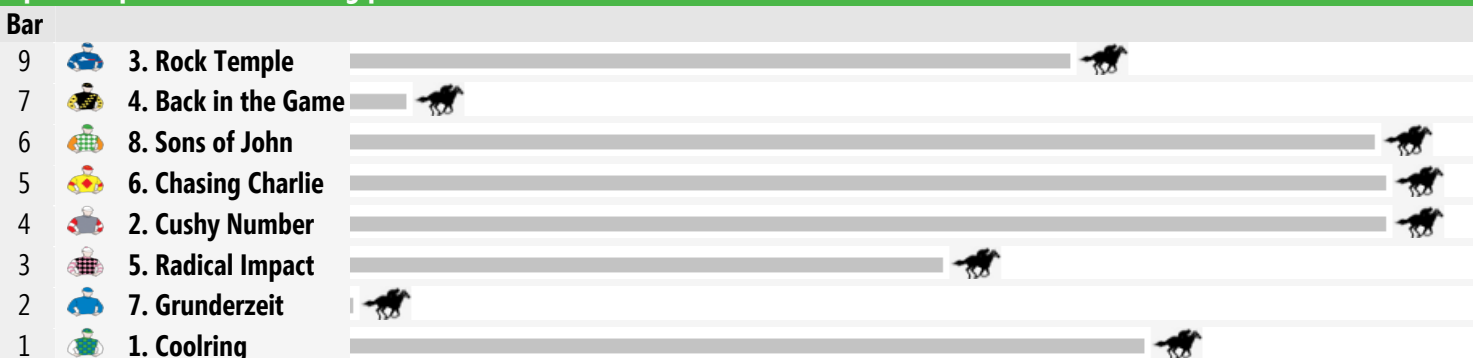 Bar
9 3. Rock Temple
7 4. Back in the Game
6 8. Sons of John
5 6. Chasing Charlie
4 2. Cushy Number
3 5. Radical Impact
2 7. Grunderzeit
1 1. Coolring